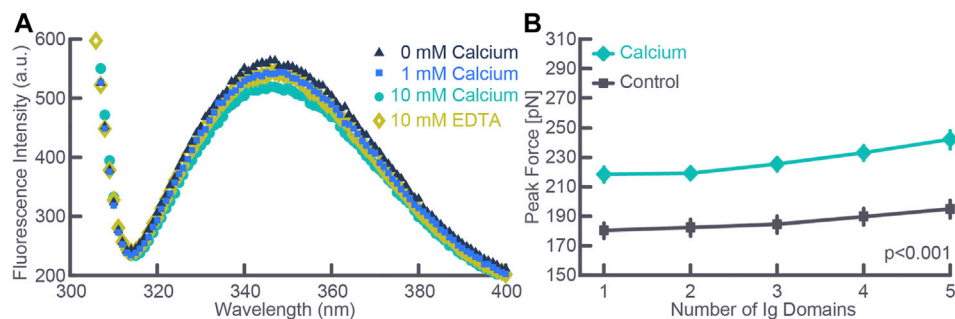 A
Fluorescence Intensity (a.u.)
600
500
400
300
200
300
320
340
360
380
400
Wavelength (nm)
0 mM Calcium
1 mM Calcium
10 mM Calcium
10 mM EDTA
B
Peak Force [pN]
310
290
270
250
230
210
190
170
150
1
2
3
4
5
Number of Ig Domains
Calcium
Control
p<0.001